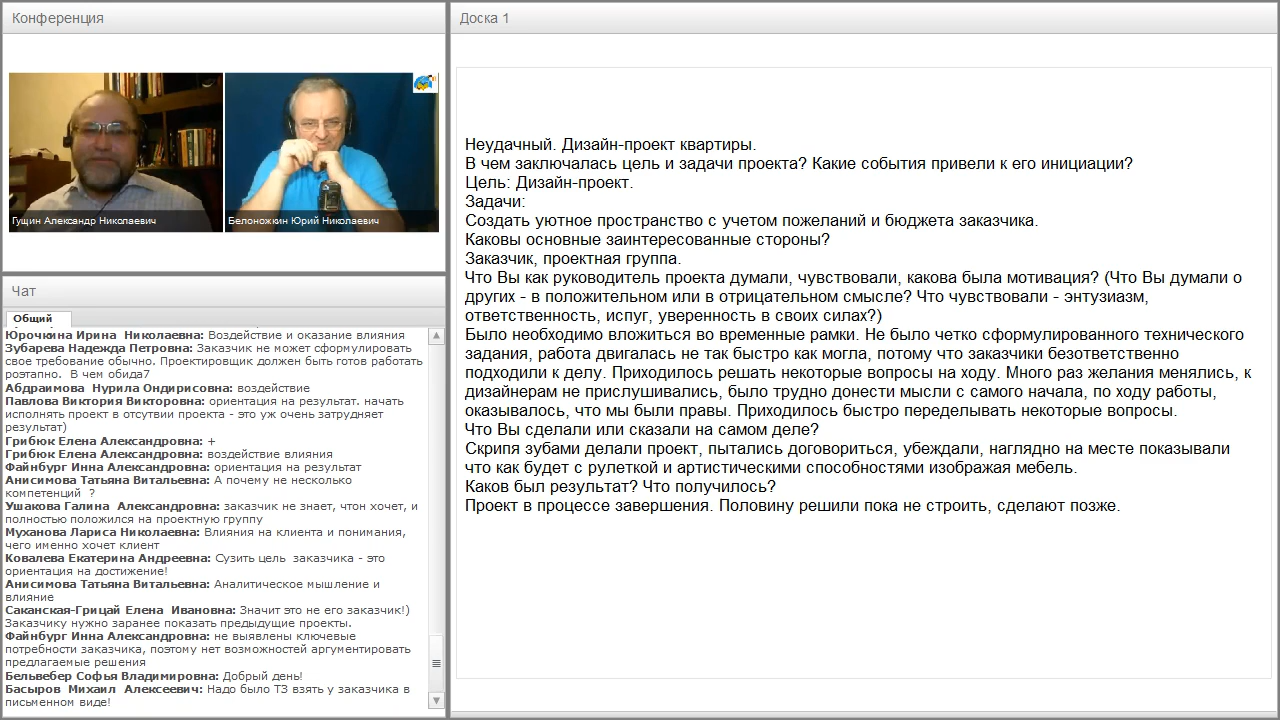 Конференция
Гущин Александр Николаевич
Белоножкин Юрий Николаевич
Чат
Общий
Юрочкина Ирина Николаевна: Воздействие и оказание влияния
Зубарева Надежда Петровна: Заказчик не может сформулировать
свое требование обычно. Проектировщик должен быть готов работать
роэтапно. В чем обида7
Абдраимова Нурила Ондирисовна: воздействие
Павлова Виктория Викторовна: ориентация на результат. начать
исполнять проект в отсутвии проекта - это уж очень затрудняет
результат)
Грибюк Елена Александровна: +
Грибюк Елена Александровна: воздействие влияния
Файнбург Инна Александровна: ориентация на результат
Анисимова Татьяна Витальевна: А почему не несколько
компетенций ?
Ушакова Галина Александровна: заказчик не знает, чтон хочет, и
полностью положился на проектную группу
Муханова Лариса Николаевна: Влияния на клиента и понимания,
чего именно хочет клиент
Ковалева Екатерина Андреевна: Сузить цель заказчика - это
ориентация на достижение!
Анисимова Татьяна Витальевна: Аналитическое мышление и
влияние
Саканская-Грицай Елена Ивановна: Значит это не его заказчик!)
Заказчику нужно заранее показать предыдущие проекты.
Файнбург Инна Александровна: не выявлены ключевые
потребности заказчика, поэтому нет возможностей аргументировать
предлагаемые решения
Бельвебер Софья Владимировна: Добрый день!
Басыров Михаил Алексеевич: Надо было ТЗ взять у заказчика в
письменном виде!
Доска 1
Неудачный. Дизайн-проект квартиры.
В чем заключалась цель и задачи проекта? Какие события привели к его инициации?
Цель: Дизайн-проект.
Задачи:
Создать уютное пространство с учетом пожеланий и бюджета заказчика.
Каковы основные заинтересованные стороны?
Заказчик, проектная группа.
Что Вы как руководитель проекта думали, чувствовали, какова была мотивация? (Что Вы думали о
других - в положительном или в отрицательном смысле? Что чувствовали - энтузиазм,
ответственность, испуг, уверенность в своих силах?)
Было необходимо вложиться во временные рамки. Не было четко сформулированного технического
задания, работа двигалась не так быстро как могла, потому что заказчики безответственно
подходили к делу. Приходилось решать некоторые вопросы на ходу. Много раз желания менялись, к
дизайнерам не прислушивались, было трудно донести мысли с самого начала, по ходу работы,
оказывалось, что мы были правы. Приходилось быстро переделывать некоторые вопросы.
Что Вы сделали или сказали на самом деле?
Скрипя зубами делали проект, пытались договориться, убеждали, наглядно на месте показывали
что как будет с рулеткой и артистическими способностями изображая мебель.
Каков был результат? Что получилось?
Проект в процессе завершения. Половину решили пока не строить, сделают позже.